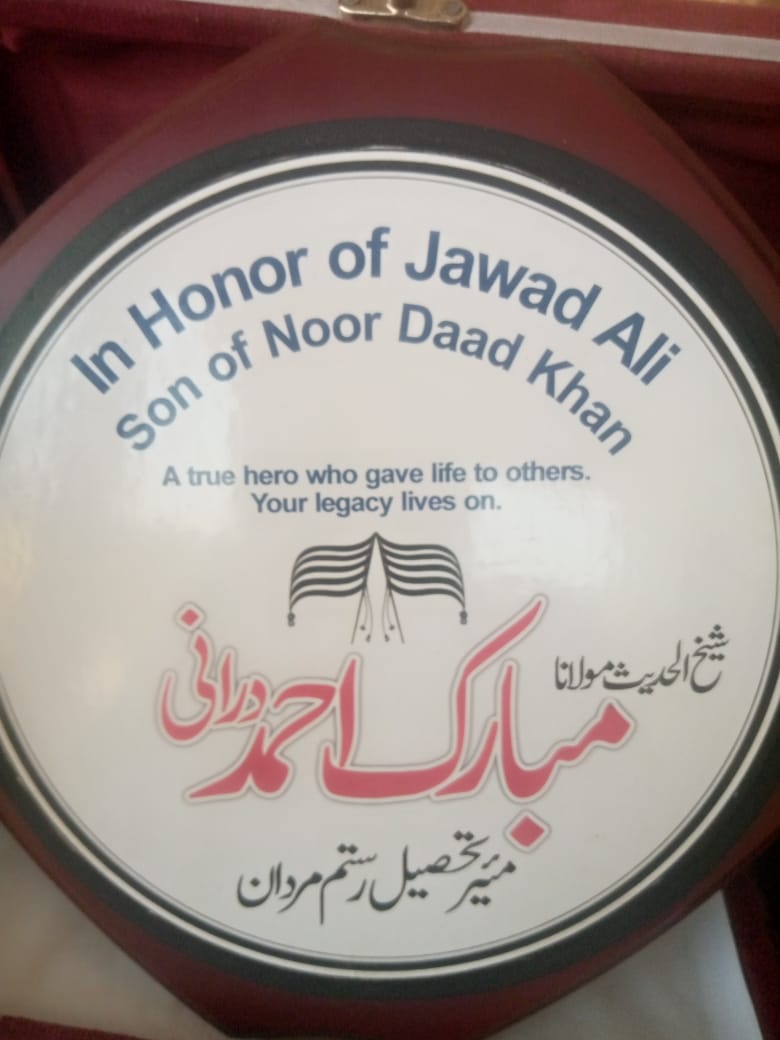 In Honor of Jawad Ali
Son of Noor Daad Khan
A true hero who gave life to others.
Your legacy lives on.
شیخ الحدیث مولانا
مبارک احمد درانی
میئر تحصیل رستم مردان